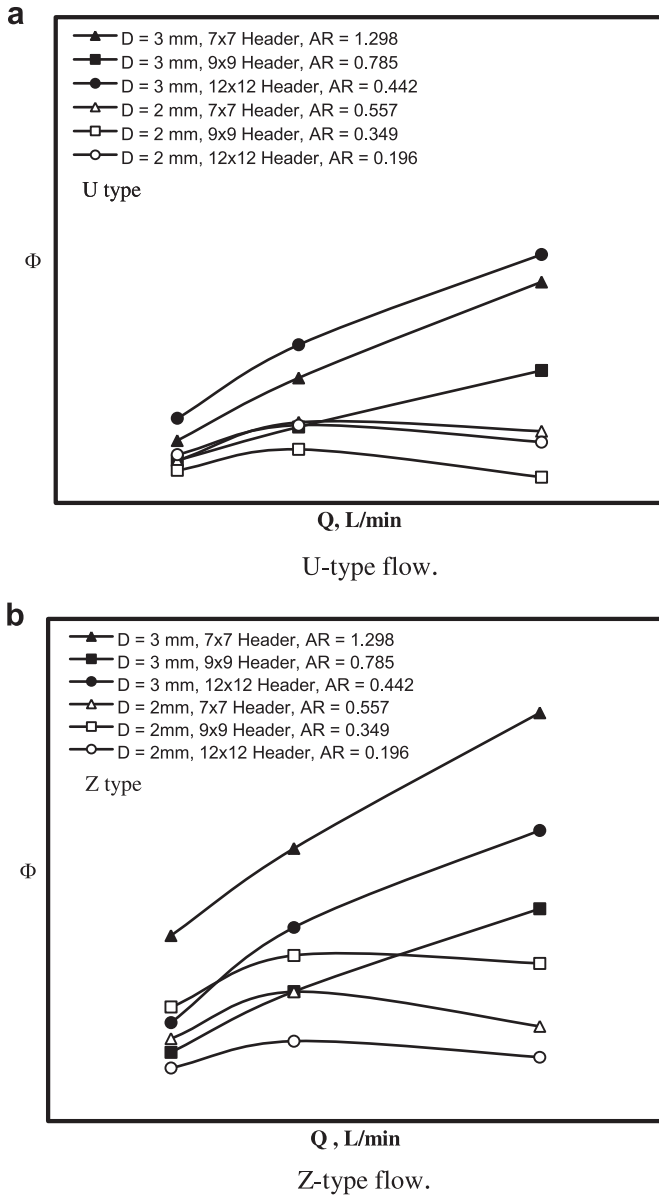 a
D = 3 mm, 7x7 Header, AR = 1.298
D = 3 mm, 9x9 Header, AR = 0.785
D = 3 mm, 12x12 Header, AR = 0.442
D = 2 mm, 7x7 Header, AR = 0.557
D = 2 mm, 9x9 Header, AR = 0.349
D = 2 mm, 12x12 Header, AR = 0.196
U type
Φ
Q, L/min
U-type flow.
b
D = 3 mm, 7x7 Header, AR = 1.298
D = 3 mm, 9x9 Header, AR = 0.785
D = 3 mm, 12x12 Header, AR = 0.442
D = 2mm, 7x7 Header, AR = 0.557
D = 2mm, 9x9 Header, AR = 0.349
D = 2mm, 12x12 Header, AR = 0.196
Z type
Φ
Q , L/min
Z-type flow.